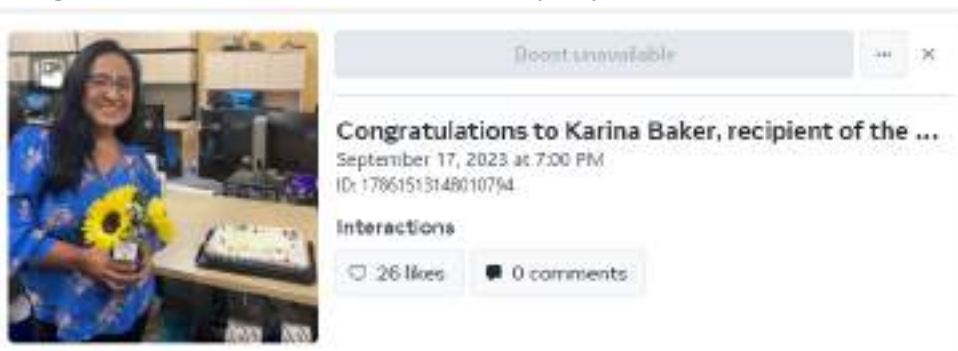 Boost unavailable
...
Congratulations to Karina Baker, recipient of the ...
September 17, 2023 at 7:00 PM
ID: 17861513148010794
Interactions
26 likes
0 comments